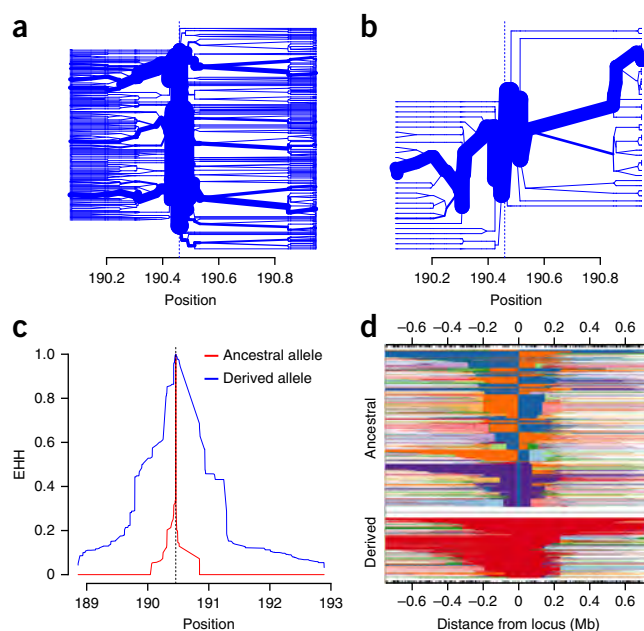 a
b
190.2 190.4 190.6 190.8
Position
190.2 190.4 190.6 190.8
Position
c
1.0
0.8
0.6
0.4
0.2
0
EHH
Ancestral allele
Derived allele
189 190 191 192 193
Position
d
−0.6 −0.4 −0.2 0 0.2 0.4 0.6
Ancestral
Derived
−0.6 −0.4 −0.2 0 0.2 0.4 0.6
Distance from locus (Mb)